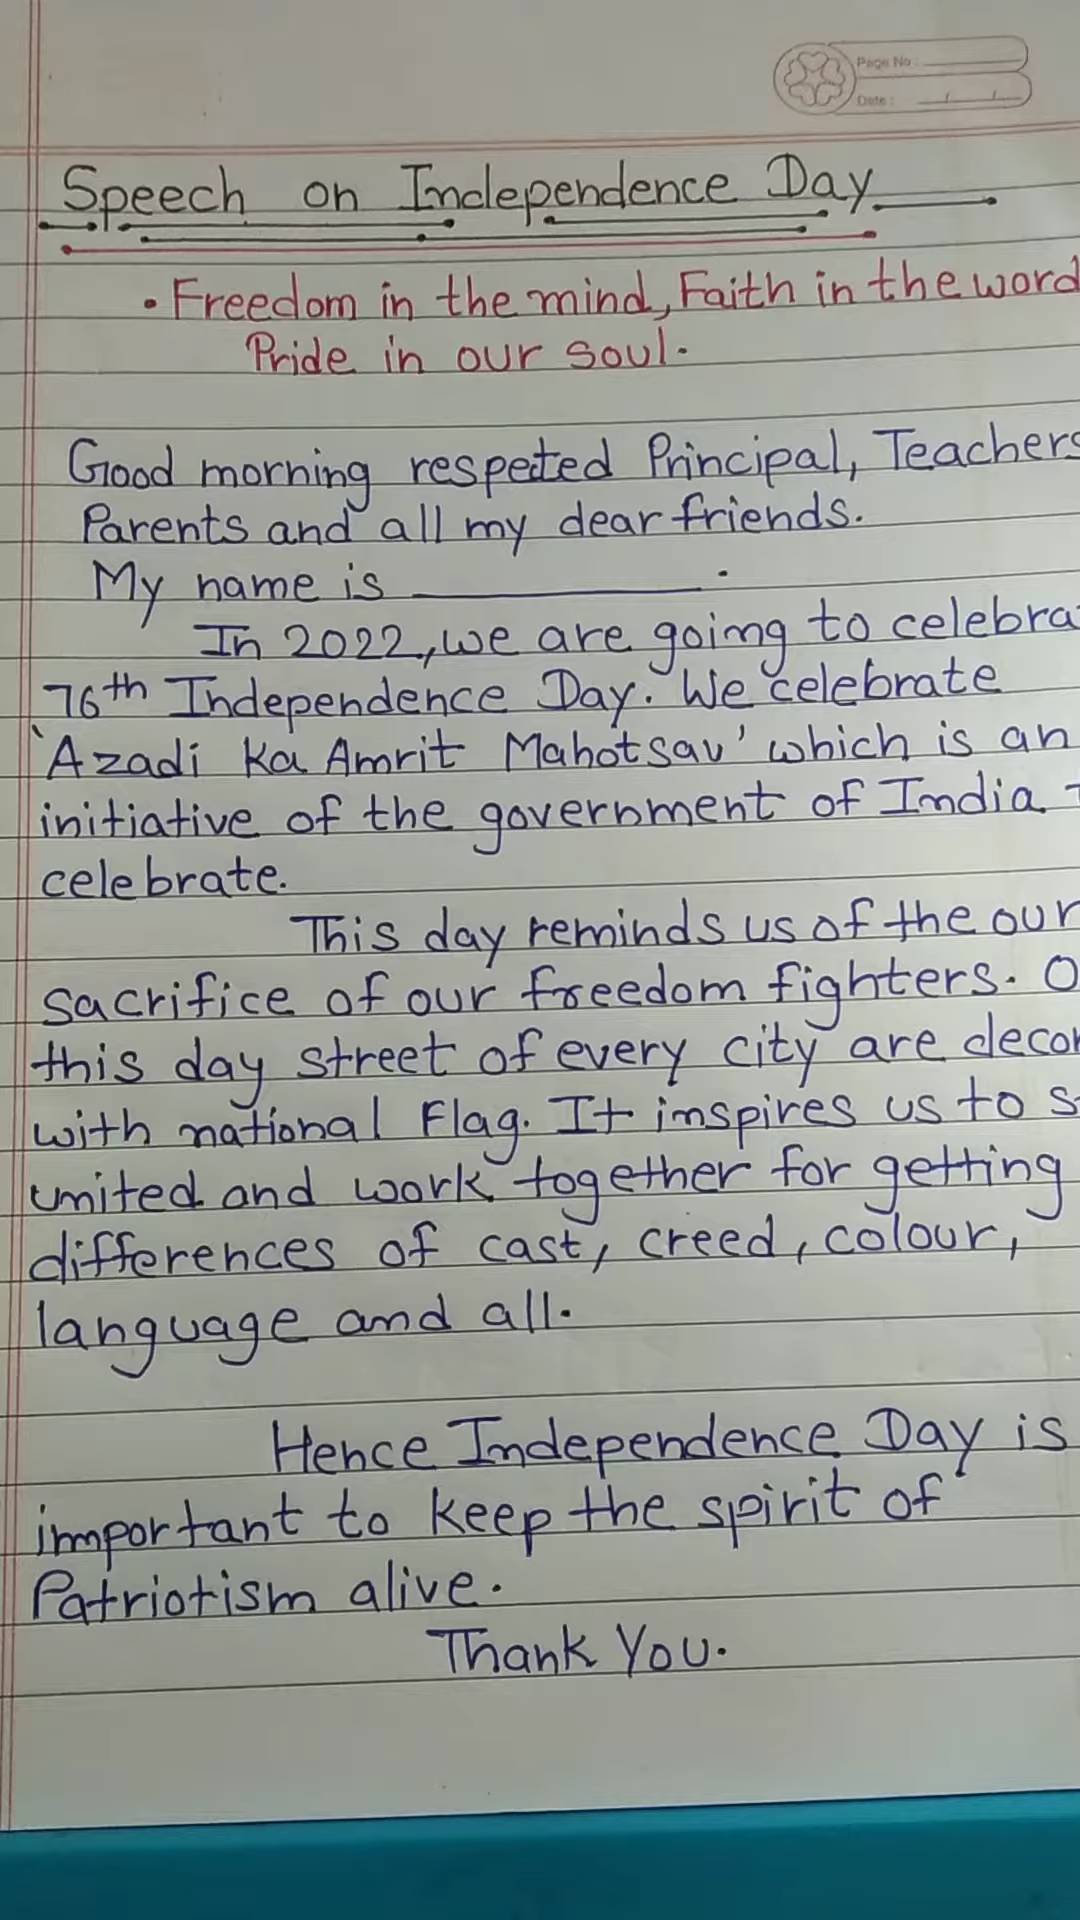 Page No :
Date :
Speech on Independence Day
• Freedom in the mind, Faith in the word
Pride in our soul.
Good morning respected Principal, Teachers
Parents and all my dear friends.
My name is
In 2022, we are going to celebra
76th Independence Day. We celebrate
'Azadi Ka Amrit Mahotsav' which is an
initiative of the government of India
celebrate.
This day reminds us of the our
sacrifice of our freedom fighters. O
this day street of every city are decor
with national Flag. It inspires us to s
united and work together for getting
differences of cast, creed, colour,
language and all.
Hence Independence Day is
important to keep the spirit of
Patriotism alive.
Thank You.